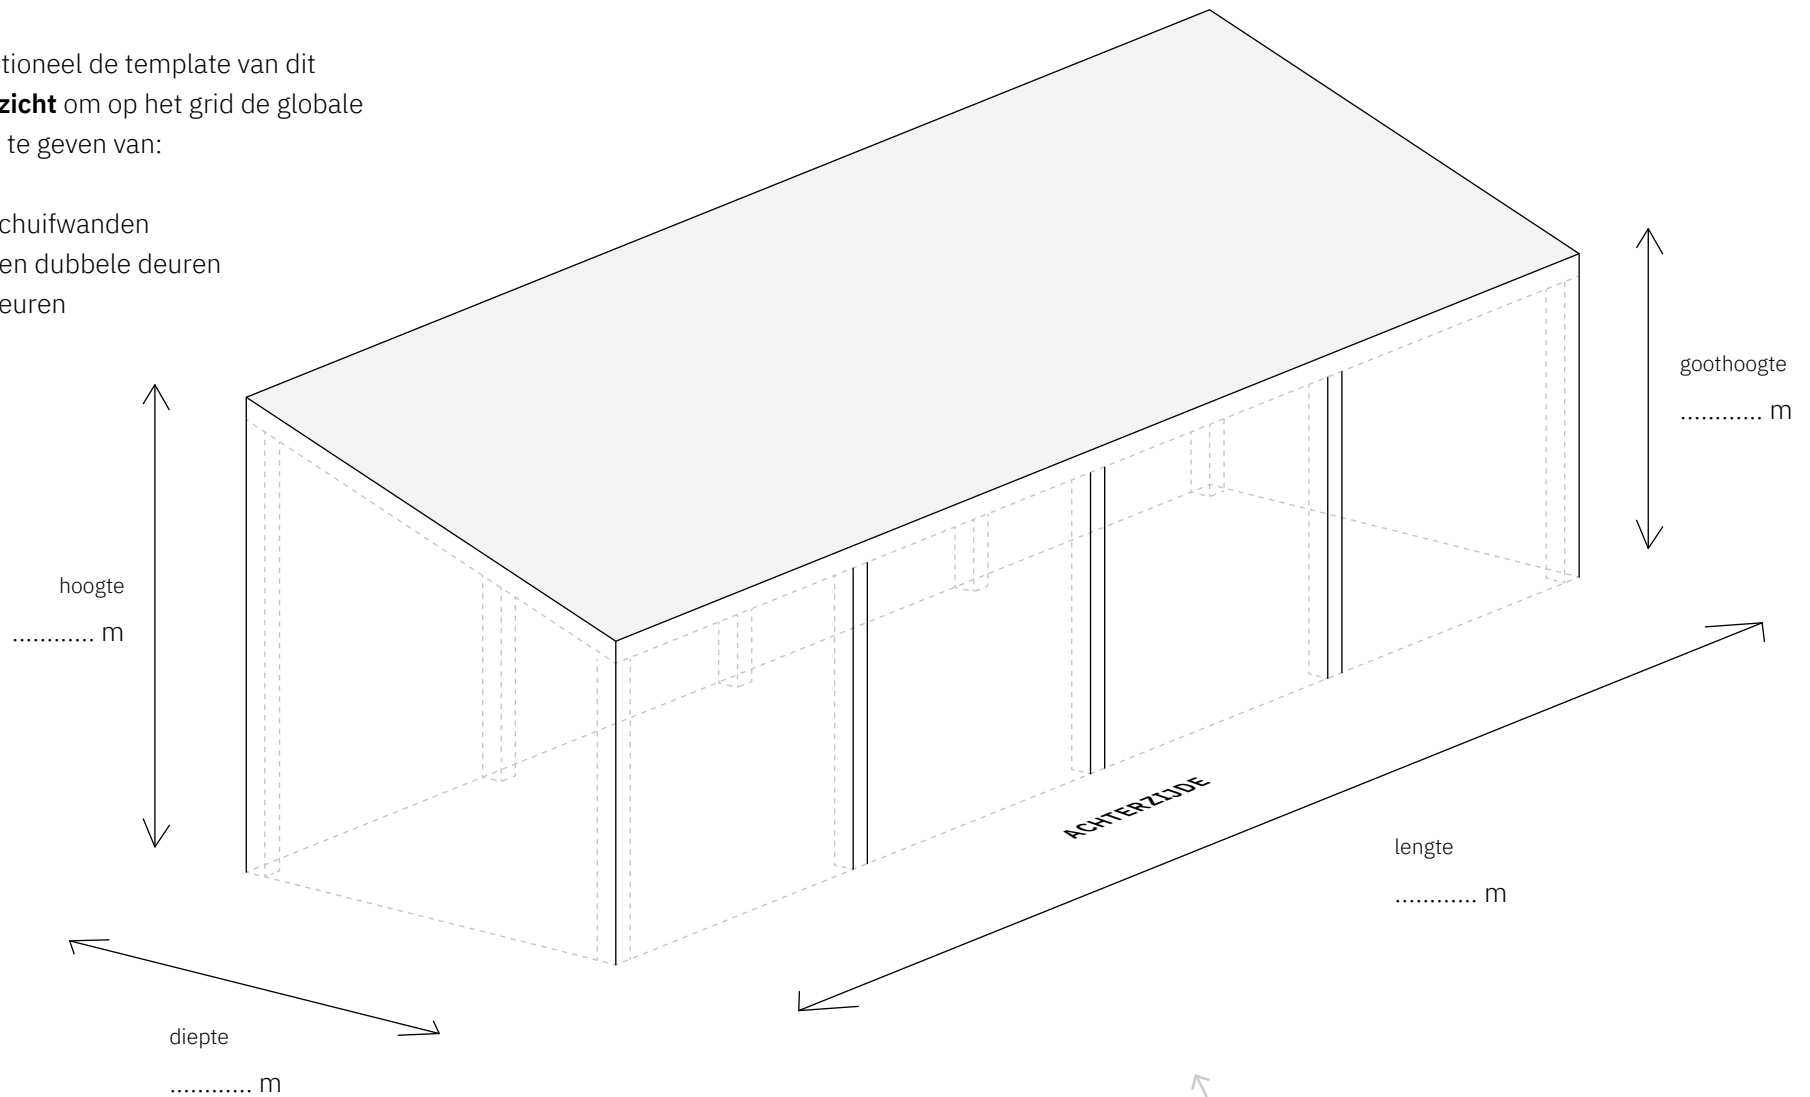 tioneel de template van dit
zicht om op het grid de globale
te geven van:
chuifwanden
en dubbele deuren
euren
goothoogte
............ m
hoogte
............ m
ACHTERZIJDE
lengte
............ m
diepte
............ m